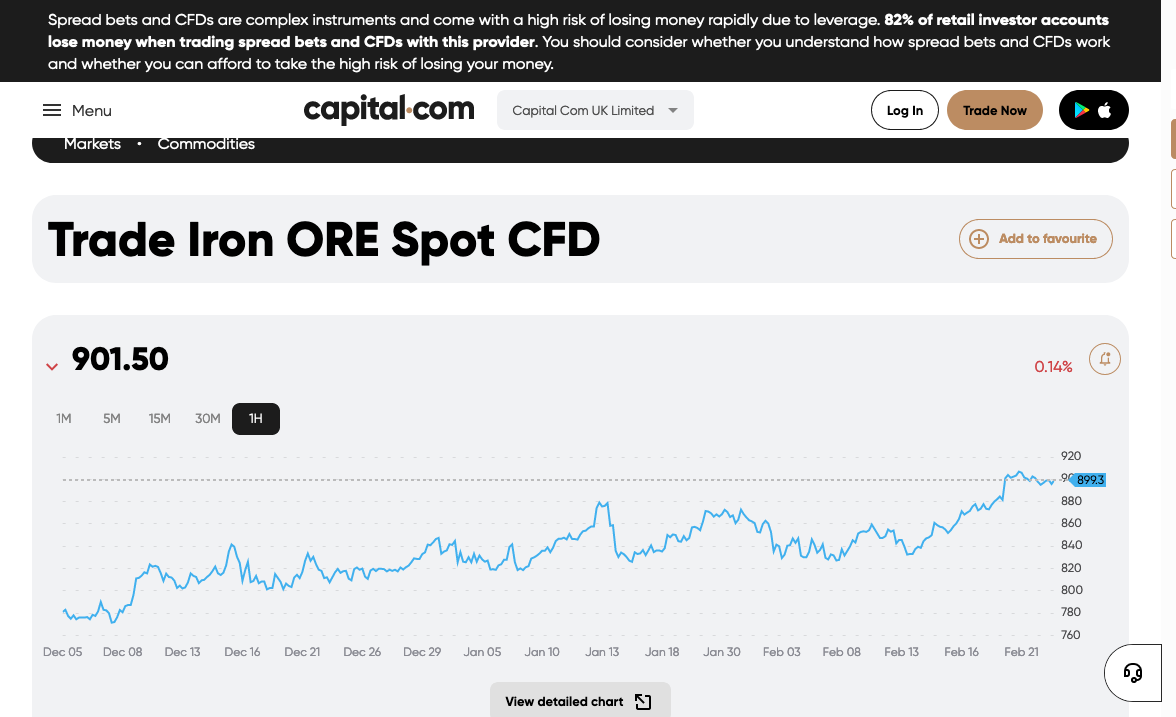 Spread bets and CFDs are complex instruments and come with a high risk of losing money rapidly due to leverage. 82% of retail investor accounts
lose money when trading spread bets and CFDs with this provider. You should consider whether you understand how spread bets and CFDs work
and whether you can afford to take the high risk of losing your money.
Menu
capital.com
Capital Com UK Limited
Log In
Trade Now
Markets • Commodities
Trade Iron ORE Spot CFD
Add to favourite
901.50
0.14%
1M 5M 15M 30M 1H
920
899.3
880
860
840
820
800
780
760
Dec 05 Dec 08 Dec 13 Dec 16 Dec 21 Dec 26 Dec 29 Jan 05 Jan 10 Jan 13 Jan 18 Jan 30 Feb 03 Feb 08 Feb 13 Feb 16 Feb 21
View detailed chart